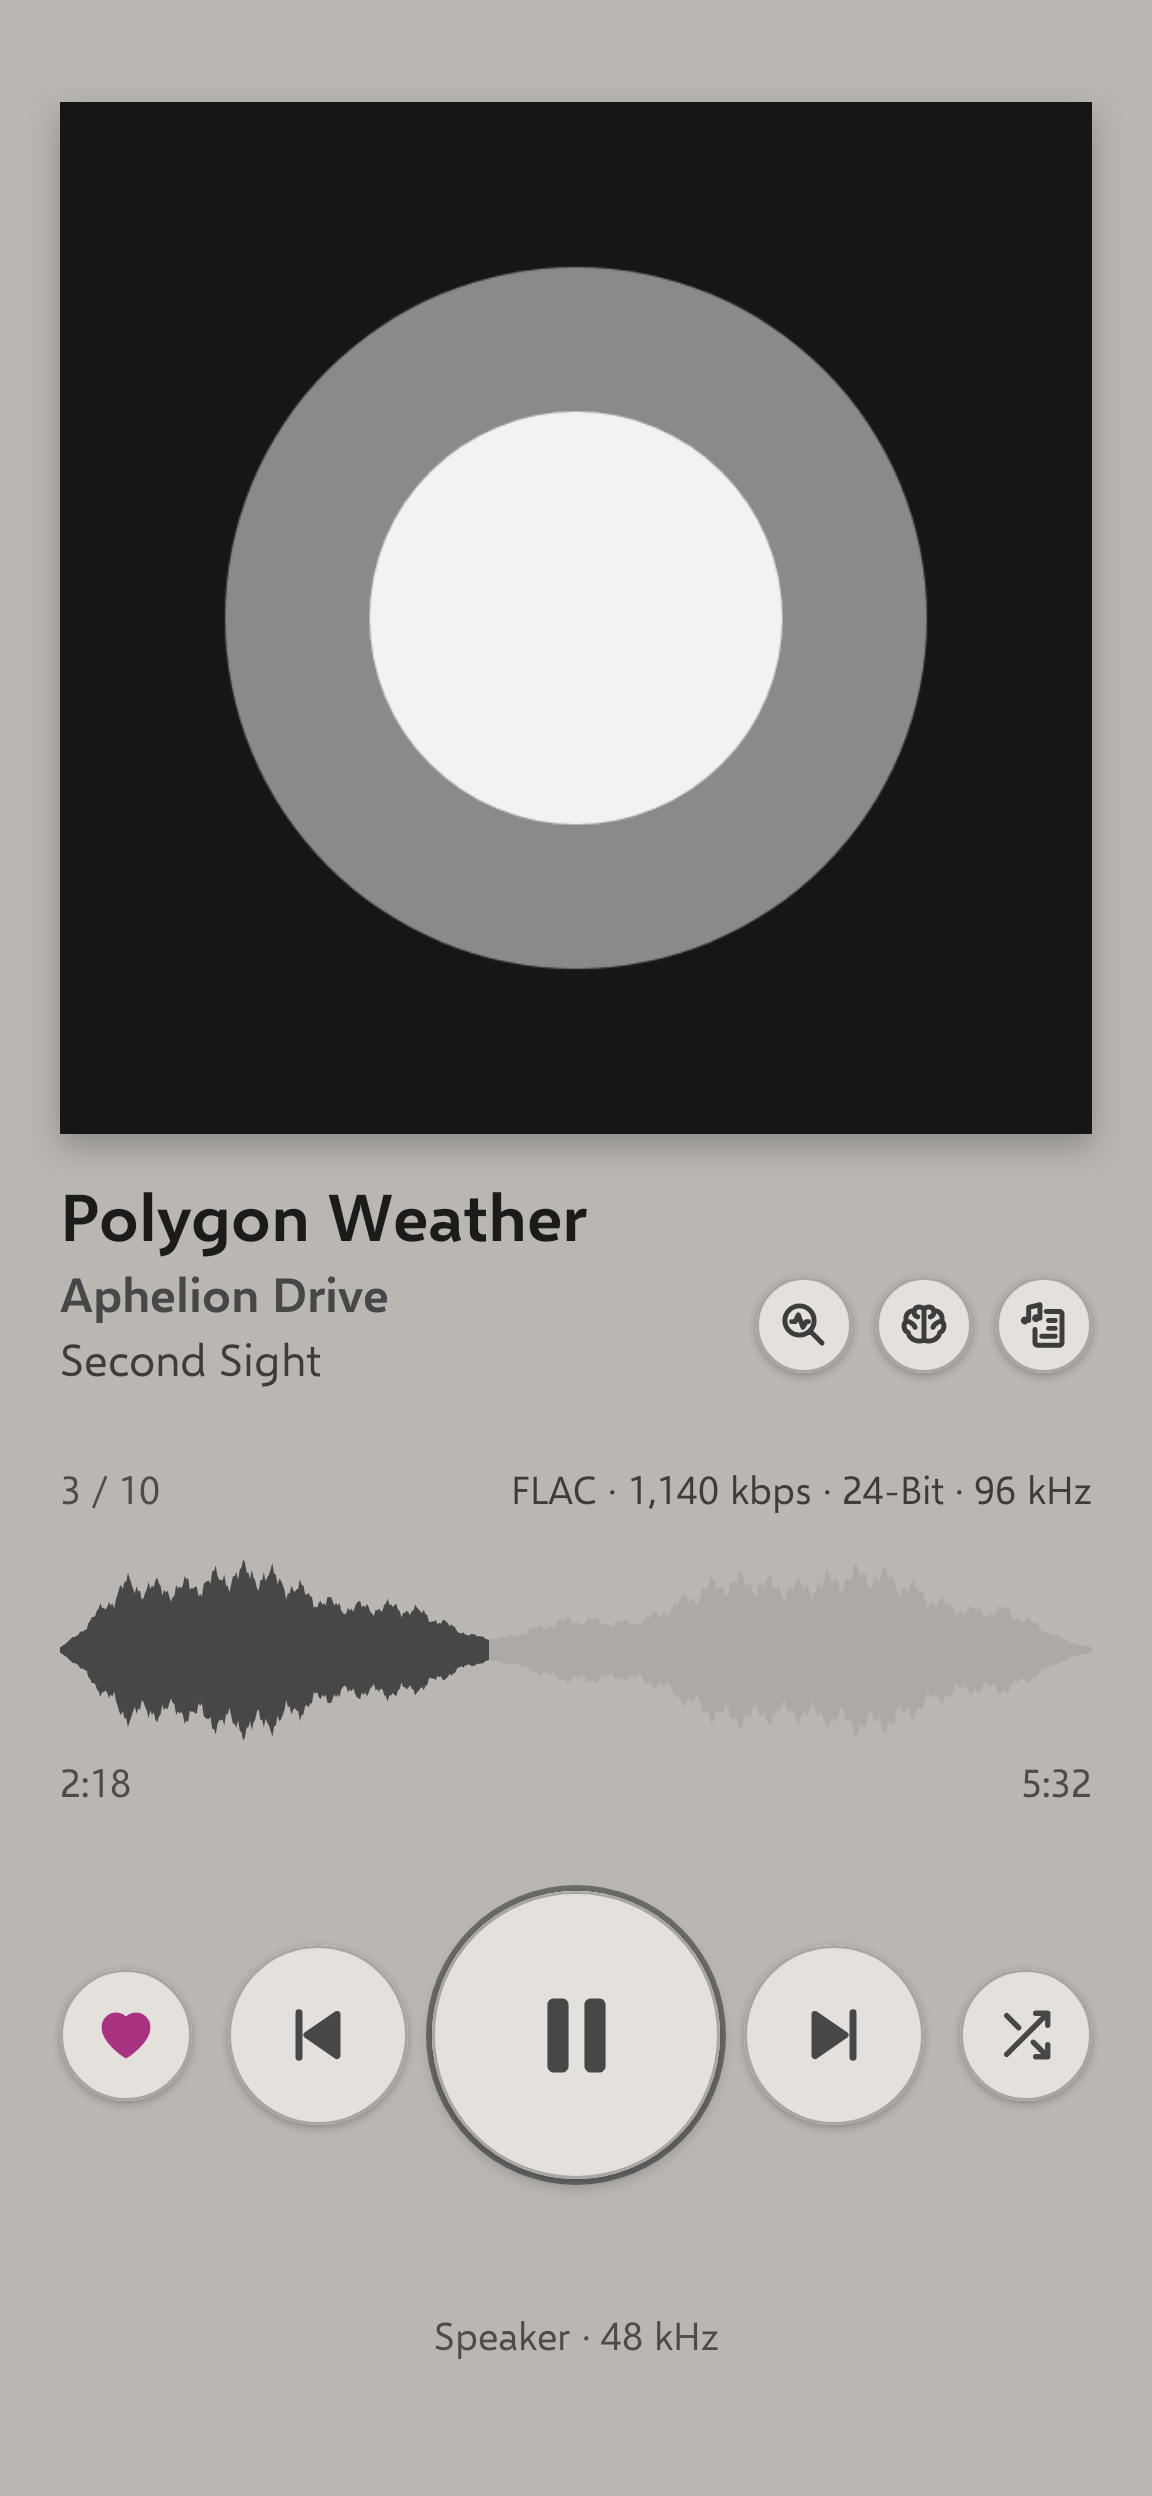 Polygon Weather
Aphelion Drive
Second Sight
3 / 10
FLAC · 1,140 kbps · 24-Bit · 96 kHz
2:18
5:32
Speaker · 48 kHz